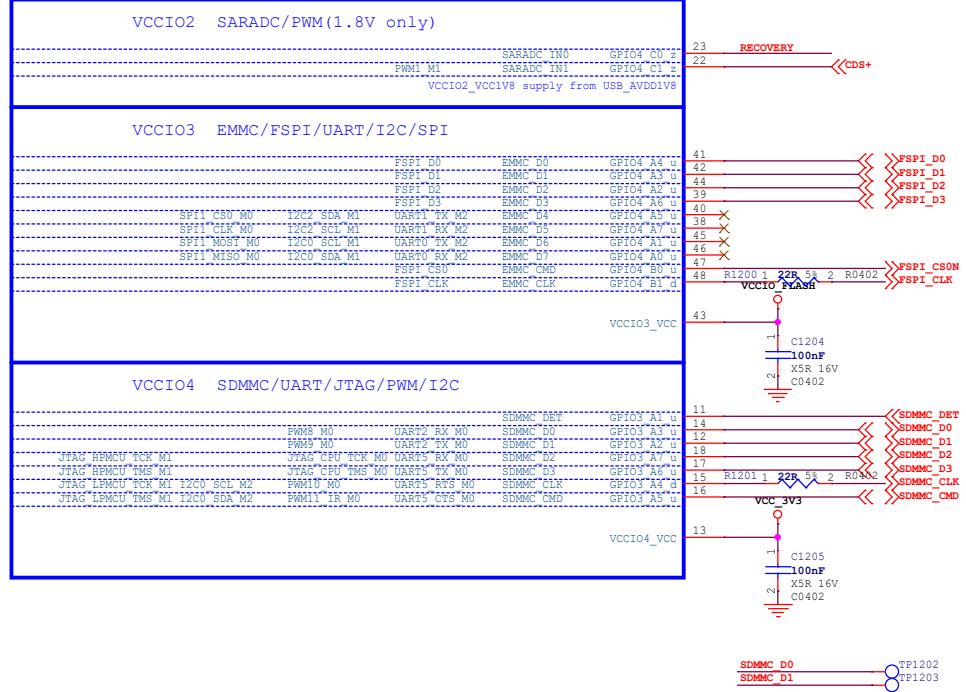 VCCIO2 SARADC/PWM(1.8V only)
SARADC_IN0 GPIO4_C0_z 23 RECOVERY
PWM1_M1 SARADC_IN1 GPIO4_C1_z 22 CDS+
VCCIO2_VCC1V8 supply from USB_AVDD1V8
VCCIO3 EMMC/FSPI/UART/I2C/SPI
FSPI_D0 EMMC_D0 GPIO4_A4_u 41 FSPI_D0
FSPI_D1 EMMC_D1 GPIO4_A3_u 42 FSPI_D1
FSPI_D2 EMMC_D2 GPIO4_A2_u 44 FSPI_D2
FSPI_D3 EMMC_D3 GPIO4_A6_u 39 FSPI_D3
SPI1_CS0_M0 I2C2_SDA_M1 UART1_TX_M2 EMMC_D4 GPIO4_A5_u 40
SPI1_CLK_M0 I2C2_SCL_M1 UART1_RX_M2 EMMC_D5 GPIO4_A7_u 38
SPI1_MOSI_M0 I2C0_SCL_M1 UART0_TX_M2 EMMC_D6 GPIO4_A1_u 45
SPI1_MISO_M0 I2C0_SDA_M1 UART0_RX_M2 EMMC_D7 GPIO4_A0_u 46
FSPI_CS0 EMMC_CMD GPIO4_B0_u 47 FSPI_CS0N
FSPI_CLK EMMC_CLK GPIO4_B1_d 48 R1200 1 22R 5% 2 R0402 FSPI_CLK
VCCIO_FLASH
VCCIO3_VCC 43
1 C1204
100nF
X5R 16V
2 C0402
VCCIO4 SDMMC/UART/JTAG/PWM/I2C
SDMMC_DET GPIO3_A1_u 11 SDMMC_DET
PWM8_M0 UART2_RX_M0 SDMMC_D0 GPIO3_A3_u 14 SDMMC_D0
PWM9_M0 UART2_TX_M0 SDMMC_D1 GPIO3_A2_u 12 SDMMC_D1
JTAG_HPMCU_TCK_M1 JTAG_CPU_TCK_M0 UART5_RX_M0 SDMMC_D2 GPIO3_A7_u 18 SDMMC_D2
JTAG_HPMCU_TMS_M1 JTAG_CPU_TMS_M0 UART5_TX_M0 SDMMC_D3 GPIO3_A6_u 17 SDMMC_D3
JTAG_LPMCU_TCK_M1 I2C0_SCL_M2 PWM10_M0 UART5_RTS_M0 SDMMC_CLK GPIO3_A4_d 15 R1201 1 22R 5% 2 R0402 SDMMC_CLK
JTAG_LPMCU_TMS_M1 I2C0_SDA_M2 PWM11_IR_M0 UART5_CTS_M0 SDMMC_CMD GPIO3_A5_u 16 SDMMC_CMD
VCC_3V3
VCCIO4_VCC 13
1 C1205
100nF
X5R 16V
2 C0402
SDMMC_D0 TP1202
SDMMC_D1 TP1203